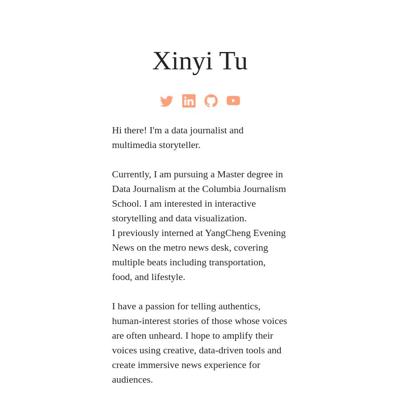 Xinyi Tu
Hi there! I'm a data journalist and
multimedia storyteller.
Currently, I am pursuing a Master degree in
Data Journalism at the Columbia Journalism
School. I am interested in interactive
storytelling and data visualization.
I previously interned at YangCheng Evening
News on the metro news desk, covering
multiple beats including transportation,
food, and lifestyle.
I have a passion for telling authentics,
human-interest stories of those whose voices
are often unheard. I hope to amplify their
voices using creative, data-driven tools and
create immersive news experience for
audiences.